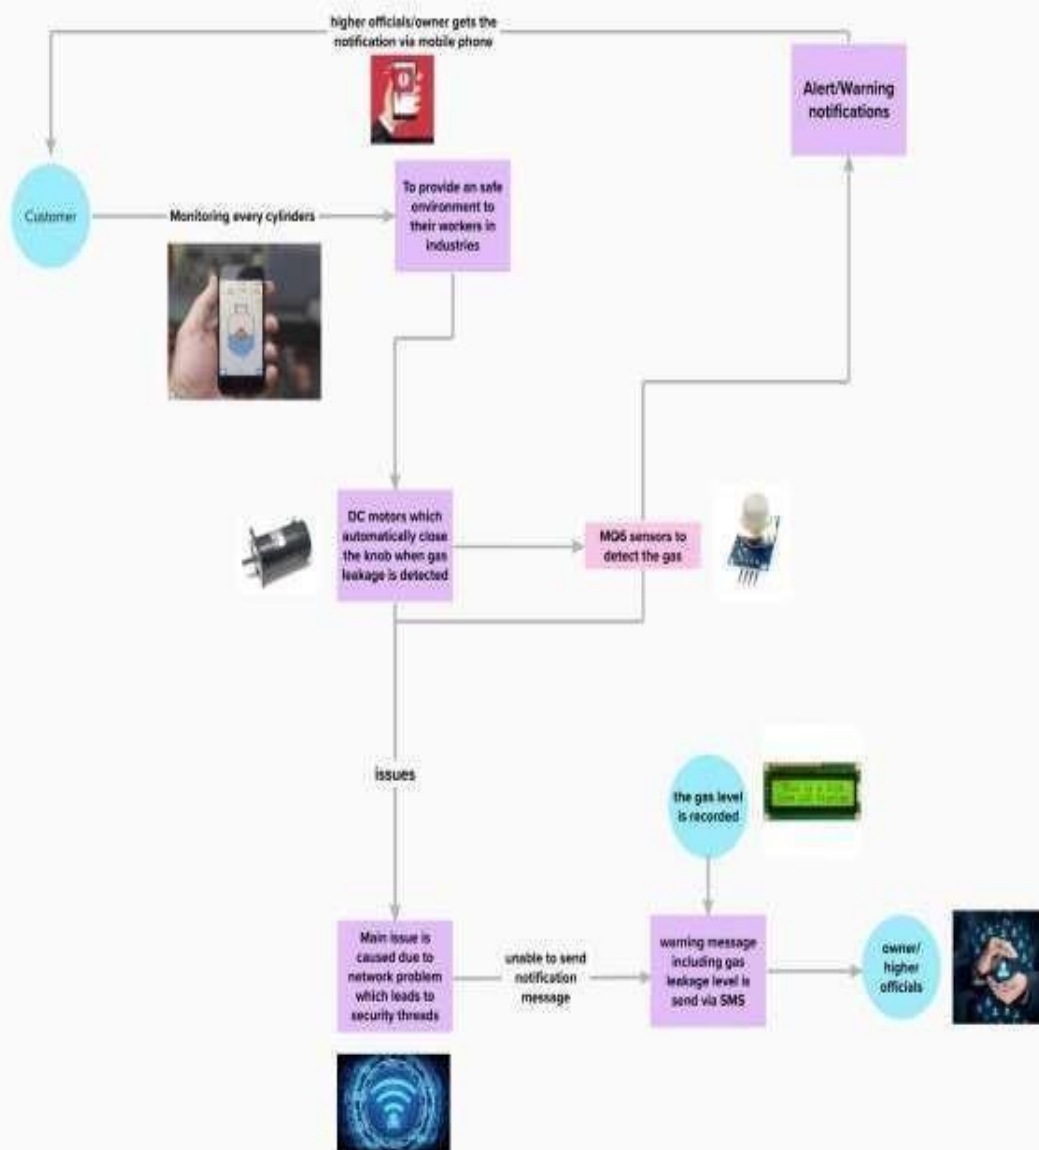 higher officials/owner gets the
notification via mobile phone
Alert/Warning
notifications
Customer
Monitoring every cylinders
To provide an safe
environment to
their workers in
industries
DC motors which
automatically close
the knob when gas
leakage is detected
MQ6 sensors to
detect the gas
issues
the gas level
is recorded
Main issue is
caused due to
network problem
which leads to
security threads
unable to send
notification
message
warning message
including gas
leakage level is
send via SMS
owner/
higher
officials